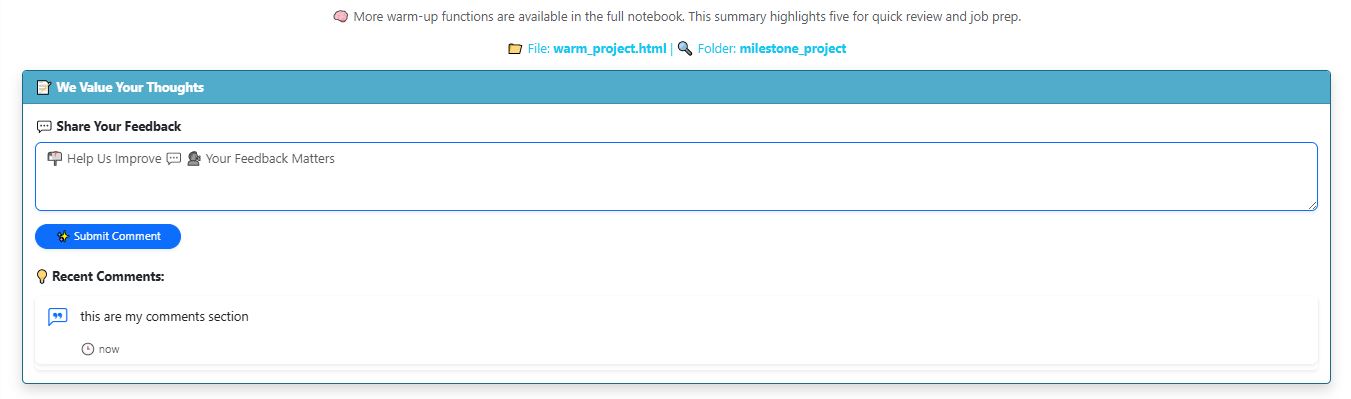 🧠 More warm-up functions are available in the full notebook. This summary highlights five for quick review and job prep.
📁 File: warm_project.html | 🔍 Folder: milestone_project
📝 We Value Your Thoughts
💬 Share Your Feedback
📬 Help Us Improve 💬 🗣 Your Feedback Matters
✨ Submit Comment
💡 Recent Comments:
this are my comments section
now